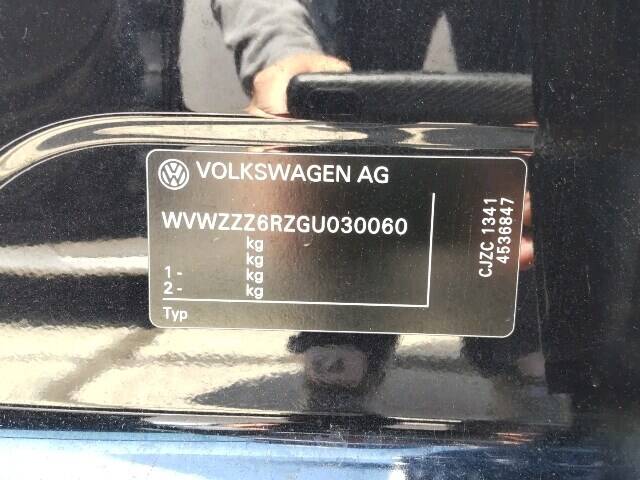 VOLKSWAGEN AG
WVWZZZ6RZGU030060
kg
kg
1 - kg
2 - kg
Typ
CJZC 1341
4536847